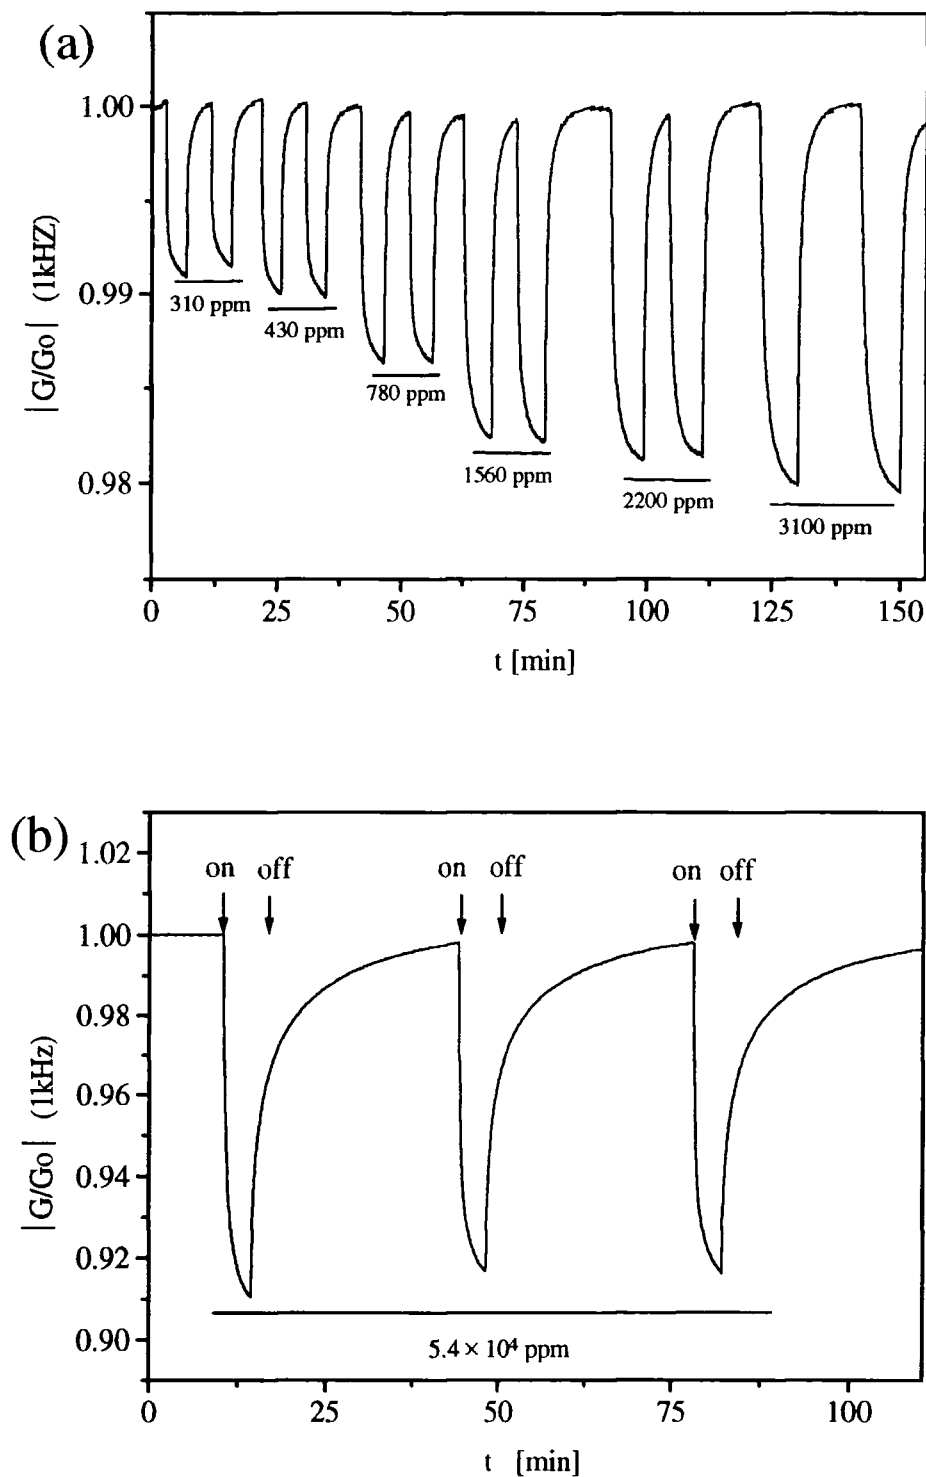 (a)
1.00
0.99
0.98
|G/Go| (1kHZ)
310 ppm
430 ppm
780 ppm
1560 ppm
2200 ppm
3100 ppm
0 25 50 75 100 125 150
t [min]
(b)
1.02
1.00
0.98
0.96
0.94
0.92
0.90
|G/Go| (1kHz)
on off on off on off
5.4 × 10⁴ ppm
0 25 50 75 100
t [min]